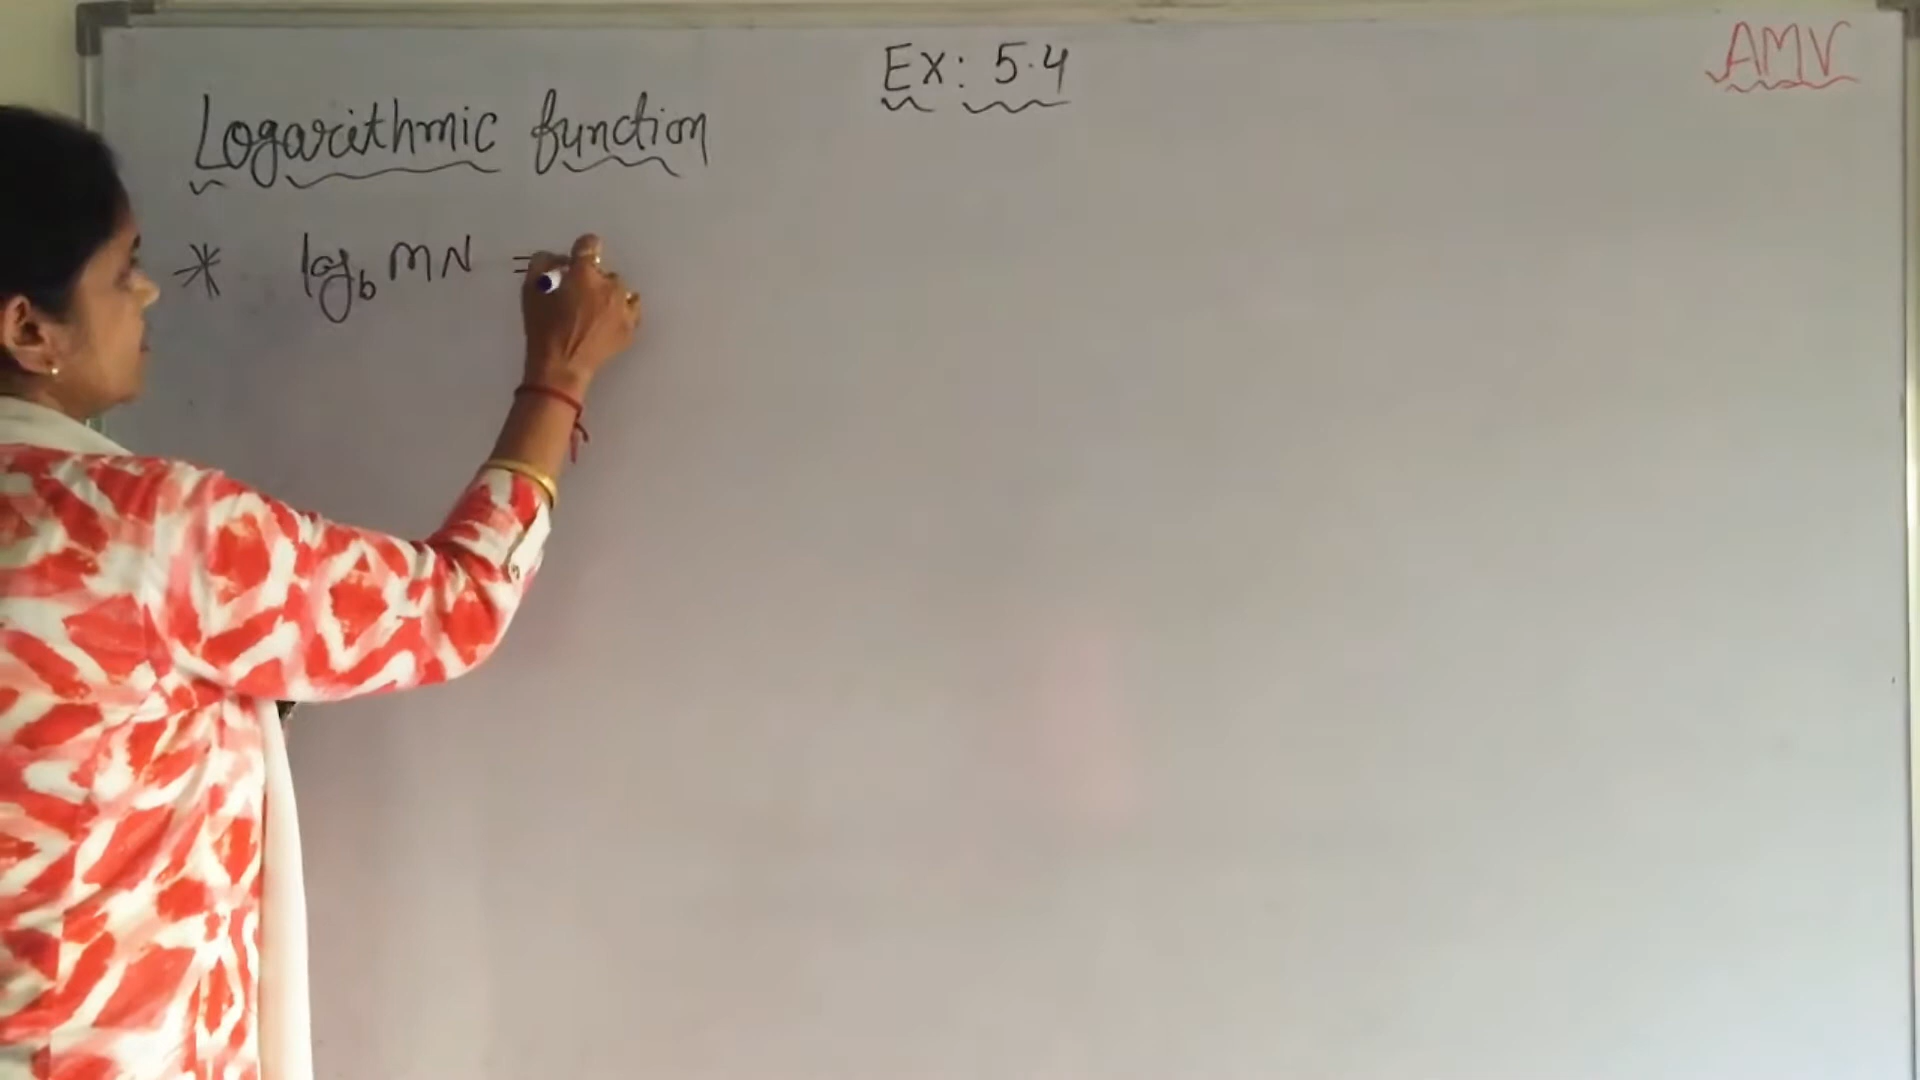 Ex: 5.4
AMV
Logarithmic function
* log_b MN =